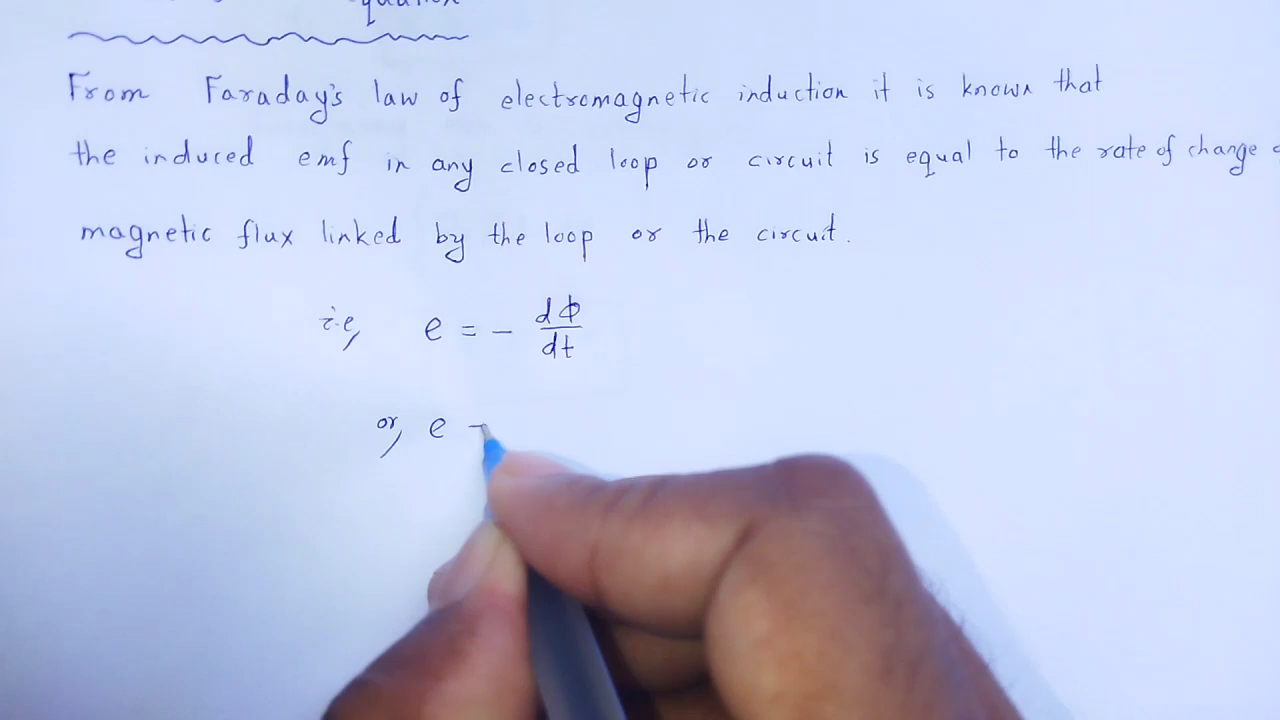 From Faraday's law of electromagnetic induction it is known that
the induced emf in any closed loop or circuit is equal to the rate of change
magnetic flux linked by the loop or the circuit.
i.e, e = - dΦ/dt
or, e -